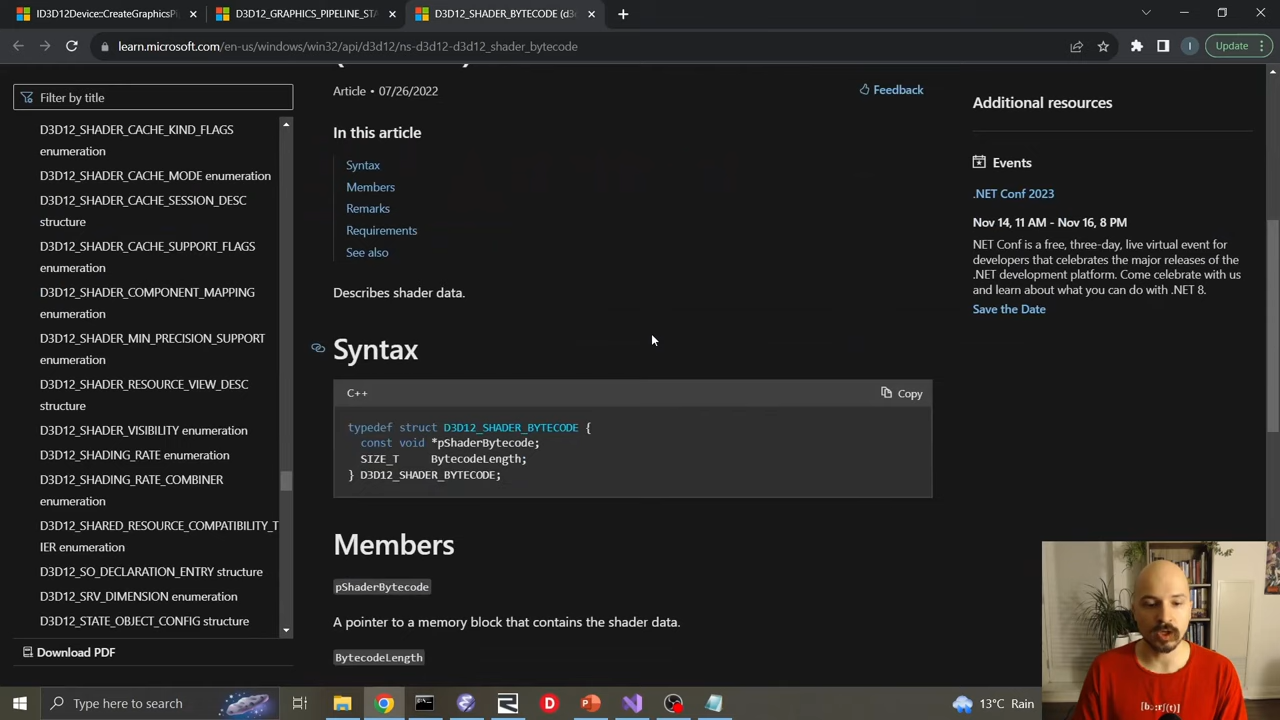 ID3D12Device::CreateGraphicsPi
D3D12_GRAPHICS_PIPELINE_STA
D3D12_SHADER_BYTECODE (d3d
learn.microsoft.com/en-us/windows/win32/api/d3d12/ns-d3d12-d3d12_shader_bytecode
I
Update
Filter by title
D3D12_SHADER_CACHE_KIND_FLAGS
enumeration
D3D12_SHADER_CACHE_MODE enumeration
D3D12_SHADER_CACHE_SESSION_DESC
structure
D3D12_SHADER_CACHE_SUPPORT_FLAGS
enumeration
D3D12_SHADER_COMPONENT_MAPPING
enumeration
D3D12_SHADER_MIN_PRECISION_SUPPORT
enumeration
D3D12_SHADER_RESOURCE_VIEW_DESC
structure
D3D12_SHADER_VISIBILITY enumeration
D3D12_SHADING_RATE enumeration
D3D12_SHADING_RATE_COMBINER
enumeration
D3D12_SHARED_RESOURCE_COMPATIBILITY_T
IER enumeration
D3D12_SO_DECLARATION_ENTRY structure
D3D12_SRV_DIMENSION enumeration
D3D12_STATE_OBJECT_CONFIG structure
Download PDF
Article • 07/26/2022
Feedback
In this article
Syntax
Members
Remarks
Requirements
See also
Describes shader data.
Syntax
C++
Copy
typedef struct D3D12_SHADER_BYTECODE {
const void *pShaderBytecode;
SIZE_T BytecodeLength;
} D3D12_SHADER_BYTECODE;
Members
pShaderBytecode
A pointer to a memory block that contains the shader data.
BytecodeLength
Additional resources
Events
.NET Conf 2023
Nov 14, 11 AM - Nov 16, 8 PM
.NET Conf is a free, three-day, live virtual event for
developers that celebrates the major releases of the
.NET development platform. Come celebrate with us
and learn about what you can do with .NET 8.
Save the Date
Type here to search
13°C Rain